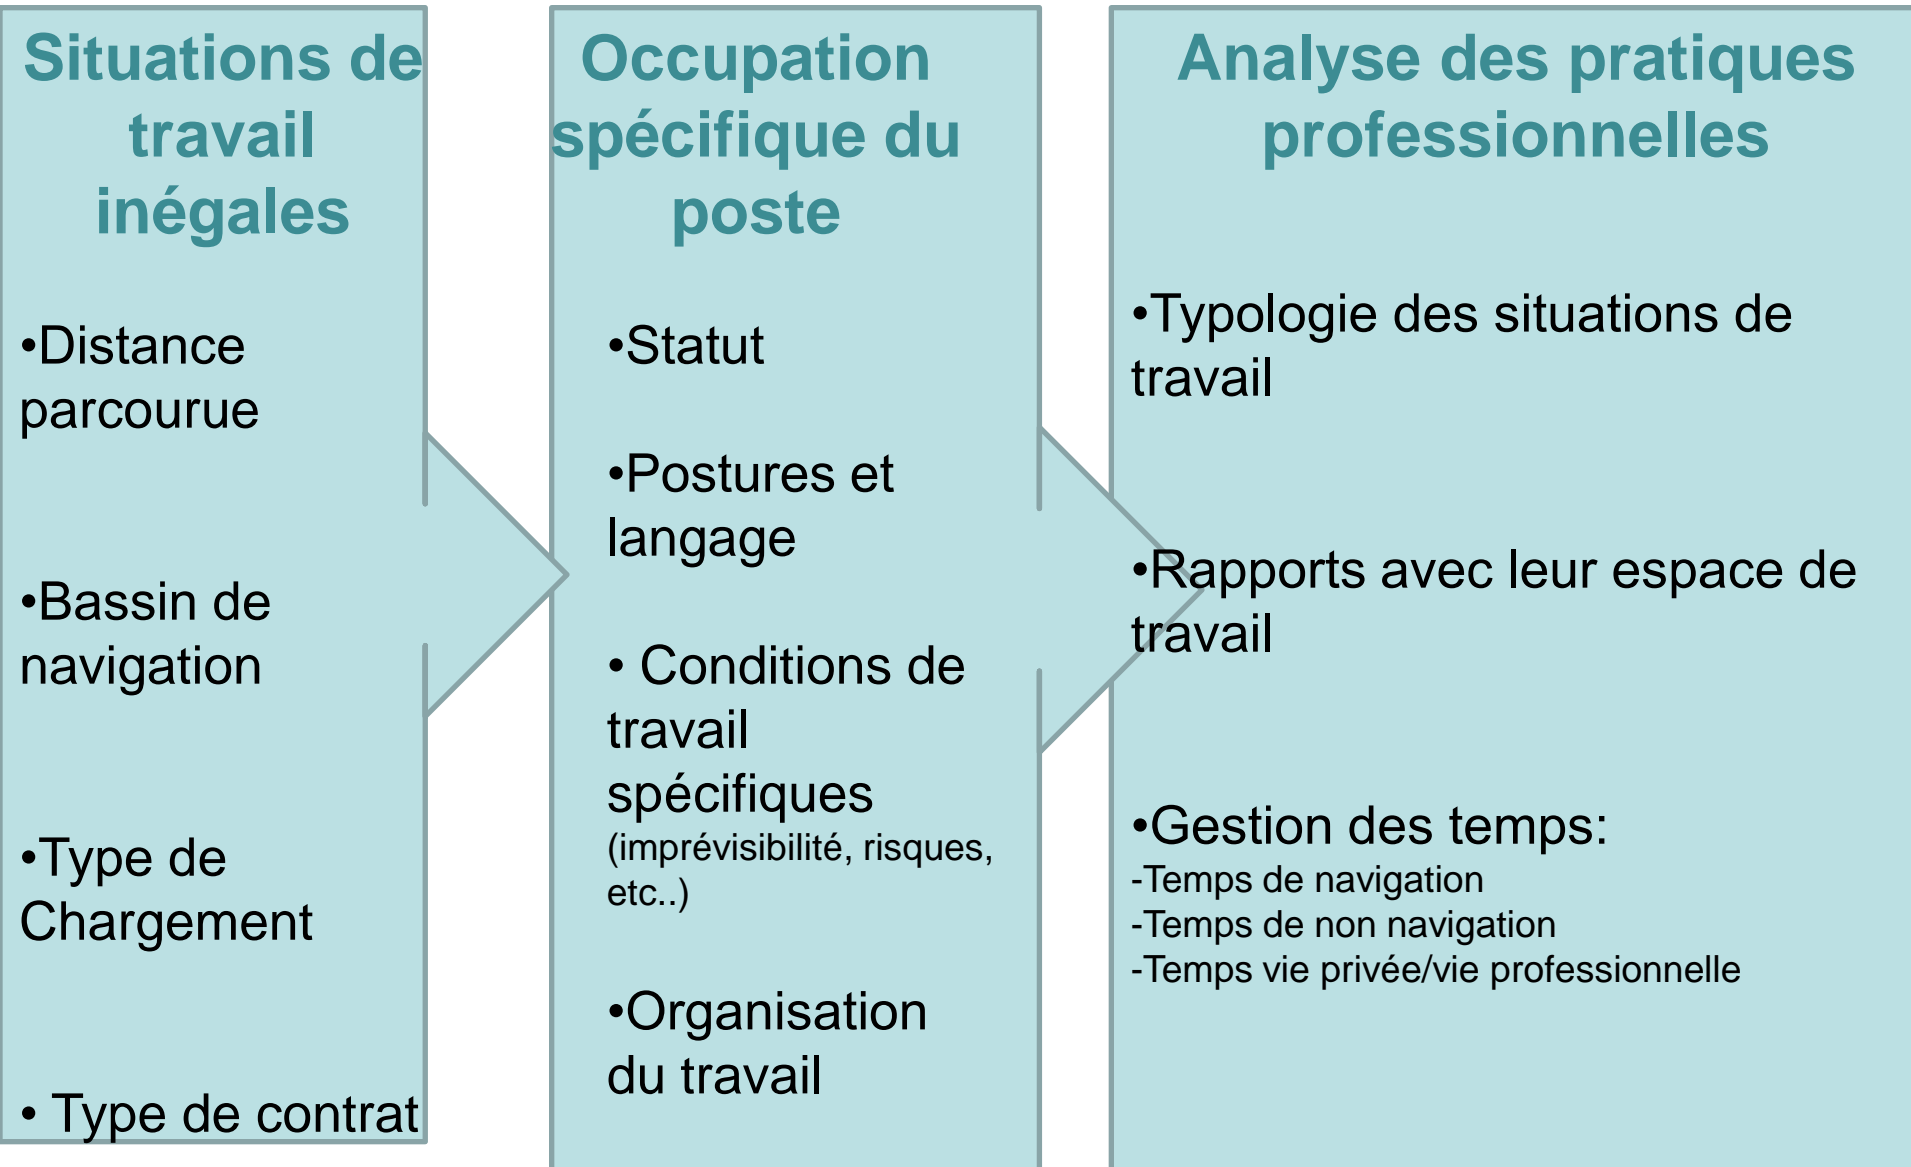 Situations de
travail
inégales
•Distance
parcourue
•Bassin de
navigation
•Type de
Chargement
• Type de contrat
Occupation
spécifique du
poste
•Statut
•Postures et
langage
• Conditions de
travail
spécifiques
(imprévisibilité, risques,
etc..)
•Organisation
du travail
Analyse des pratiques
professionnelles
•Typologie des situations de
travail
•Rapports avec leur espace de
travail
•Gestion des temps:
-Temps de navigation
-Temps de non navigation
-Temps vie privée/vie professionnelle